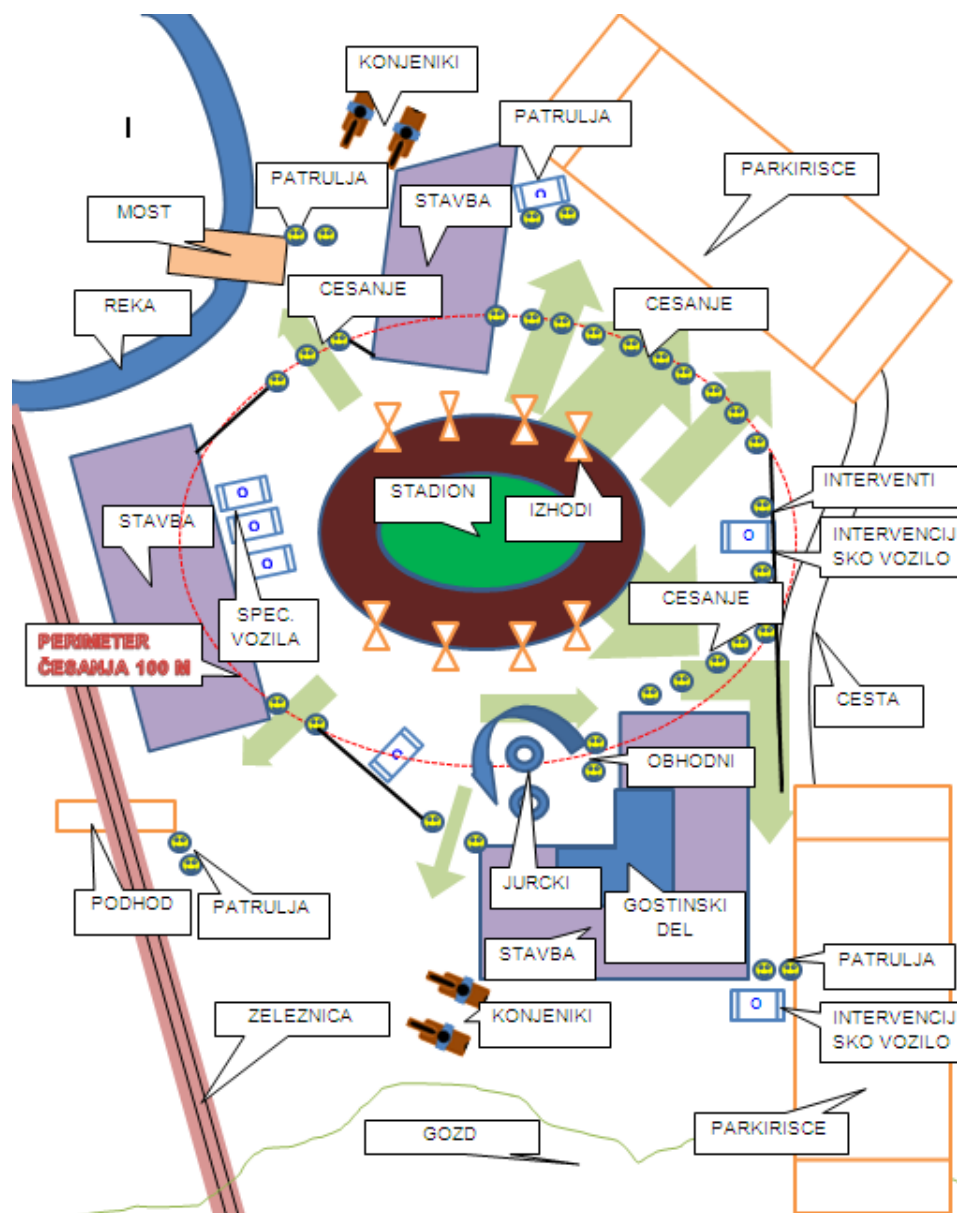 KONJENIKI
I
PATRULJA
PATRULJA
PARKIRISCE
STAVBA
MOST
CESANJE
CESANJE
REKA
STADION
IZHODI
INTERVENTI
STAVBA
INTERVENCIJ
SKO VOZILO
CESANJE
SPEC.
VOZILA
PERIMETER
ČESANJA 100 M
CESTA
OBHODNI
JURCKI
GOSTINSKI
DEL
PODHOD
PATRULJA
STAVBA
PATRULJA
ZELEZNICA
KONJENIKI
INTERVENCIJ
SKO VOZILO
PARKIRISCE
GOZD